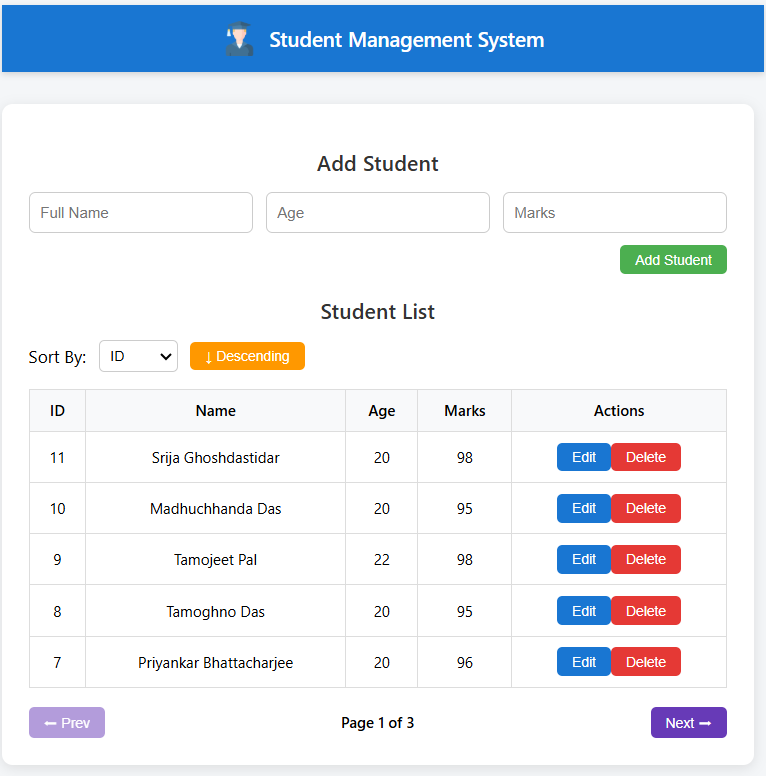 Student Management System
Add Student
Full Name Age Marks
Add Student
Student List
Sort By: ID ↓ Descending
ID Name Age Marks Actions
11 Srija Ghoshdastidar 20 98 Edit Delete
10 Madhuchhanda Das 20 95 Edit Delete
9 Tamojeet Pal 22 98 Edit Delete
8 Tamoghno Das 20 95 Edit Delete
7 Priyankar Bhattacharjee 20 96 Edit Delete
← Prev Page 1 of 3 Next →